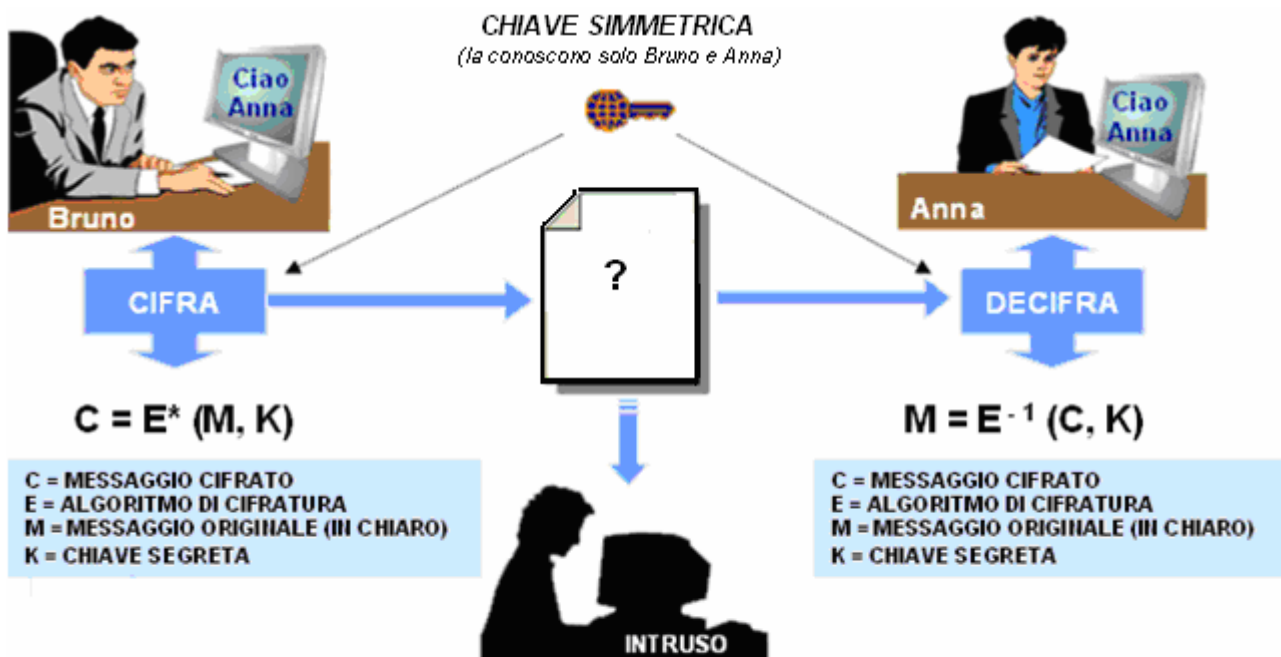 CHIAVE SIMMETRICA
(la conoscono solo Bruno e Anna)
Ciao
Anna
Bruno
Ciao
Anna
Anna
?
CIFRA
DECIFRA
C = E* (M, K)
M = E - 1 (C, K)
C = MESSAGGIO CIFRATO
E = ALGORITMO DI CIFRATURA
M = MESSAGGIO ORIGINALE (IN CHIARO)
K = CHIAVE SEGRETA
C = MESSAGGIO CIFRATO
E = ALGORITMO DI CIFRATURA
M = MESSAGGIO ORIGINALE (IN CHIARO)
K = CHIAVE SEGRETA
INTRUSO